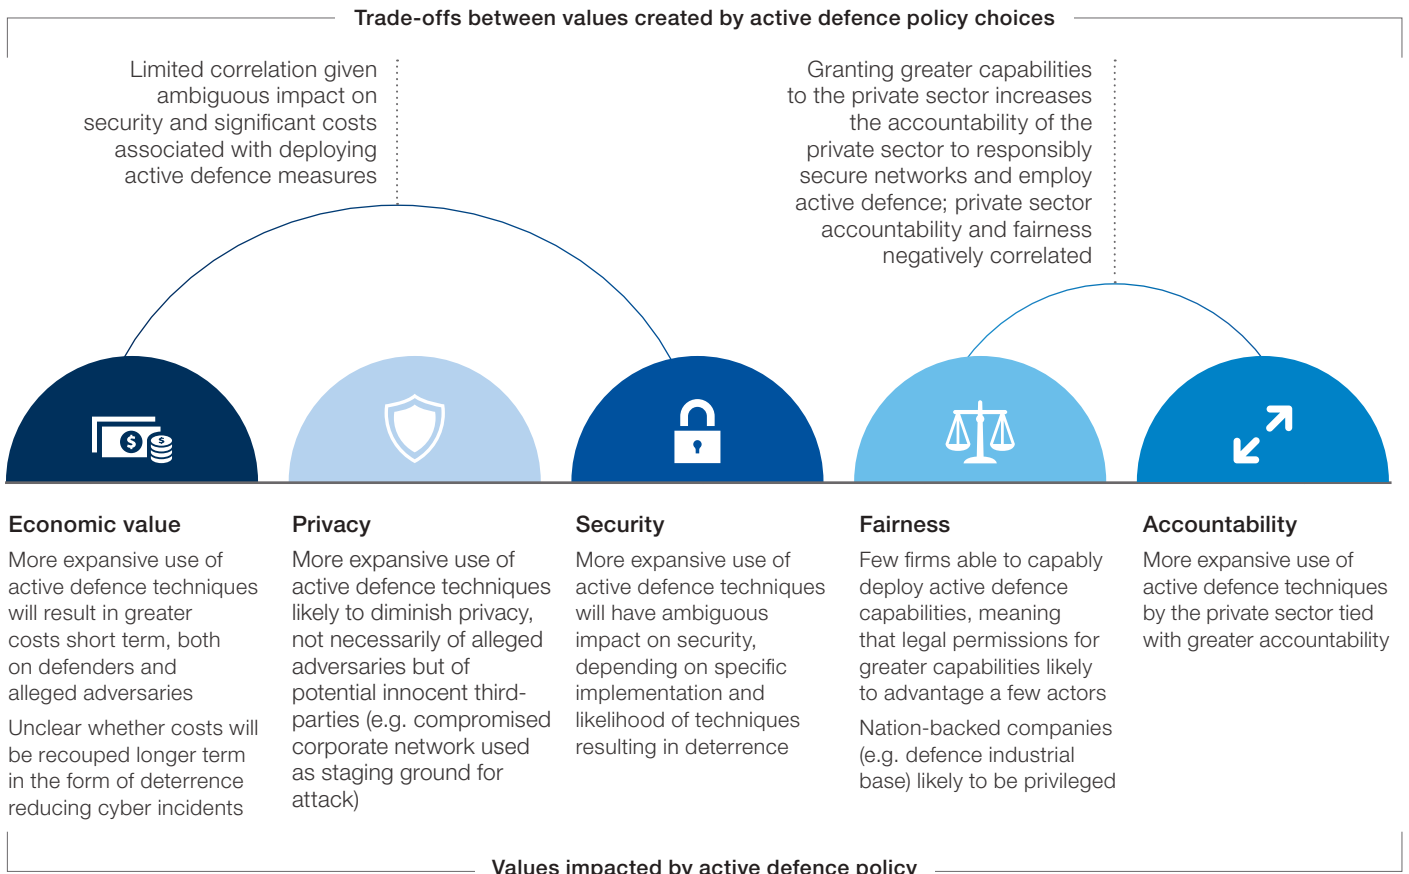 Trade-offs between values created by active defence policy choices
Limited correlation given
ambiguous impact on
security and significant costs
associated with deploying
active defence measures
Granting greater capabilities
to the private sector increases
the accountability of the
private sector to responsibly
secure networks and employ
active defence; private sector
accountability and fairness
negatively correlated
$
$
Economic value
More expansive use of
active defence techniques
will result in greater
costs short term, both
on defenders and
alleged adversaries
Unclear whether costs will
be recouped longer term
in the form of deterrence
reducing cyber incidents
Privacy
More expansive use of
active defence techniques
likely to diminish privacy,
not necessarily of alleged
adversaries but of
potential innocent third-
parties (e.g. compromised
corporate network used
as staging ground for
attack)
Security
More expansive use of
active defence techniques
will have ambiguous
impact on security,
depending on specific
implementation and
likelihood of techniques
resulting in deterrence
Fairness
Few firms able to capably
deploy active defence
capabilities, meaning
that legal permissions for
greater capabilities likely
to advantage a few actors
Nation-backed companies
(e.g. defence industrial
base) likely to be privileged
Accountability
More expansive use of
active defence techniques
by the private sector tied
with greater accountability
Values impacted by active defence policy